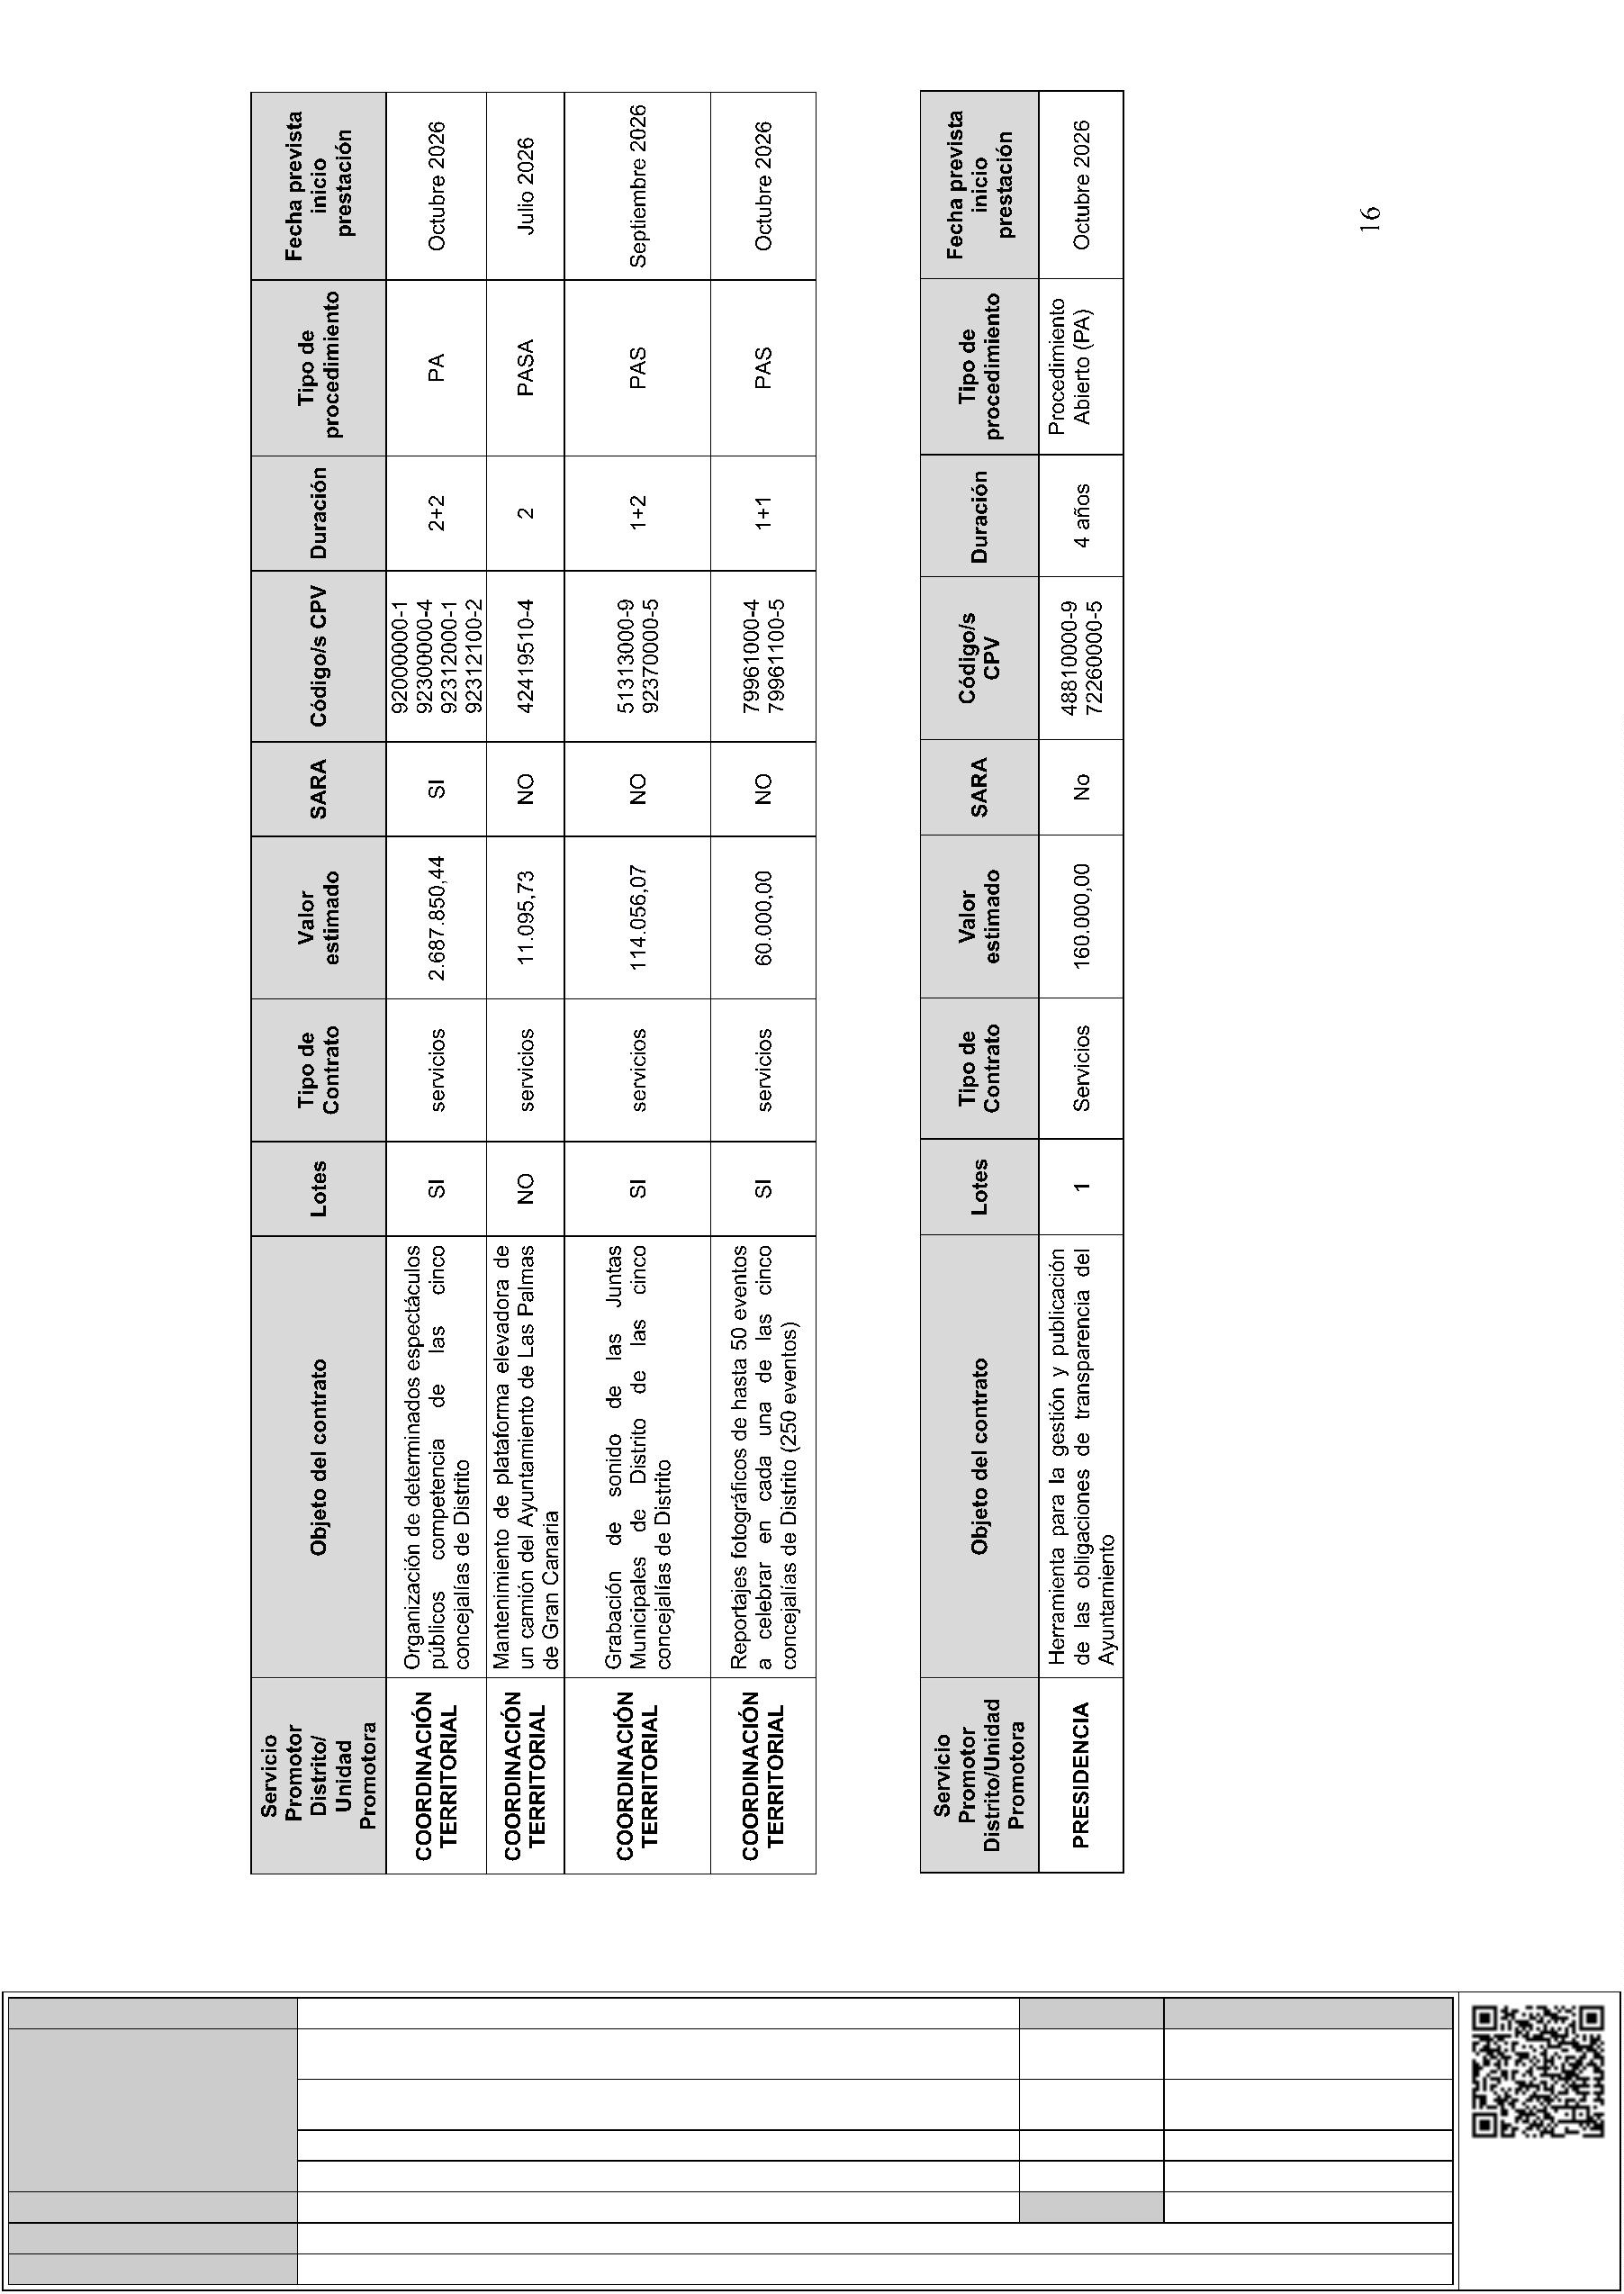 Servicio
Promotor
Distrito/
Unidad
Promotora
Objeto del contrato
Lotes
Tipo de
Contrato
Valor
estimado
SARA
Código/s CPV
Duración
Tipo de
procedimiento
Fecha prevista
inicio
prestación
COORDINACIÓN
TERRITORIAL
Organización de determinados espectáculos
públicos competencia de las cinco
concejalías de Distrito
SI
servicios
2.687.850,44
SI
92000000-1
92300000-4
92312000-1
92312100-2
2+2
PA
Octubre 2026
COORDINACIÓN
TERRITORIAL
Mantenimiento de plataforma elevadora de
un camión del Ayuntamiento de Las Palmas
de Gran Canaria
NO
servicios
11.095,73
NO
42419510-4
2
PASA
Julio 2026
COORDINACIÓN
TERRITORIAL
Grabación de sonido de las Juntas
Municipales de Distrito de las cinco
concejalías de Distrito
SI
servicios
114.056,07
NO
51313000-9
92370000-5
1+2
PAS
Septiembre 2026
COORDINACIÓN
TERRITORIAL
Reportajes fotográficos de hasta 50 eventos
a celebrar en cada una de las cinco
concejalías de Distrito (250 eventos)
SI
servicios
60.000,00
NO
79961000-4
79961100-5
1+1
PAS
Octubre 2026
Servicio
Promotor
Distrito/Unidad
Promotora
Objeto del contrato
Lotes
Tipo de
Contrato
Valor
estimado
SARA
Código/s
CPV
Duración
Tipo de
procedimiento
Fecha prevista
inicio
prestación
PRESIDENCIA
Herramienta para la gestión y publicación
de las obligaciones de transparencia del
Ayuntamiento
1
Servicios
160.000,00
No
48810000-9
72260000-5
4 años
Procedimiento
Abierto (PA)
Octubre 2026
16